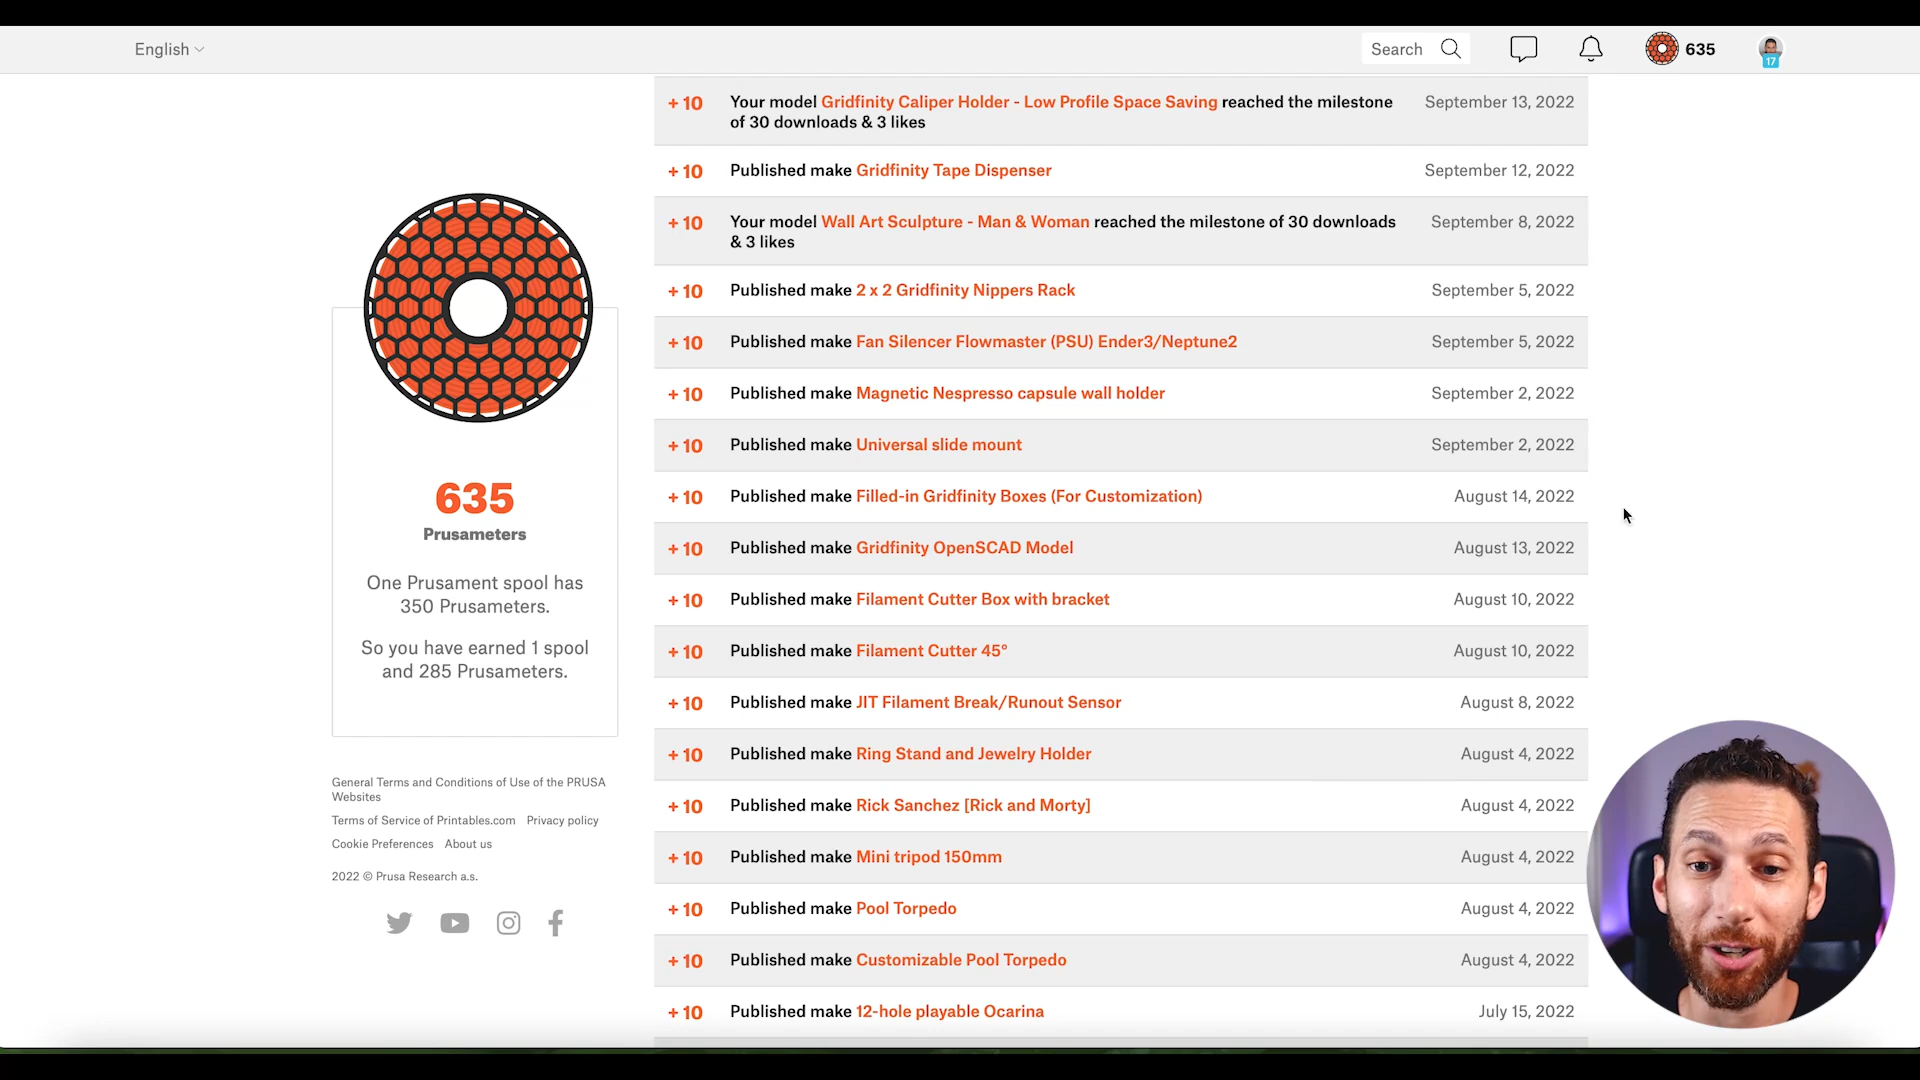 English
Search
635
17
+ 10 Your model Gridfinity Caliper Holder - Low Profile Space Saving reached the milestone September 13, 2022
of 30 downloads & 3 likes
+ 10 Published make Gridfinity Tape Dispenser September 12, 2022
+ 10 Your model Wall Art Sculpture - Man & Woman reached the milestone of 30 downloads September 8, 2022
& 3 likes
+ 10 Published make 2 x 2 Gridfinity Nippers Rack September 5, 2022
+ 10 Published make Fan Silencer Flowmaster (PSU) Ender3/Neptune2 September 5, 2022
+ 10 Published make Magnetic Nespresso capsule wall holder September 2, 2022
+ 10 Published make Universal slide mount September 2, 2022
+ 10 Published make Filled-in Gridfinity Boxes (For Customization) August 14, 2022
+ 10 Published make Gridfinity OpenSCAD Model August 13, 2022
+ 10 Published make Filament Cutter Box with bracket August 10, 2022
+ 10 Published make Filament Cutter 45° August 10, 2022
+ 10 Published make JIT Filament Break/Runout Sensor August 8, 2022
+ 10 Published make Ring Stand and Jewelry Holder August 4, 2022
+ 10 Published make Rick Sanchez [Rick and Morty] August 4, 2022
+ 10 Published make Mini tripod 150mm August 4, 2022
+ 10 Published make Pool Torpedo August 4, 2022
+ 10 Published make Customizable Pool Torpedo August 4, 2022
+ 10 Published make 12-hole playable Ocarina July 15, 2022
635
Prusameters
One Prusament spool has
350 Prusameters.
So you have earned 1 spool
and 285 Prusameters.
General Terms and Conditions of Use of the PRUSA
Websites
Terms of Service of Printables.com Privacy policy
Cookie Preferences About us
2022 © Prusa Research a.s.